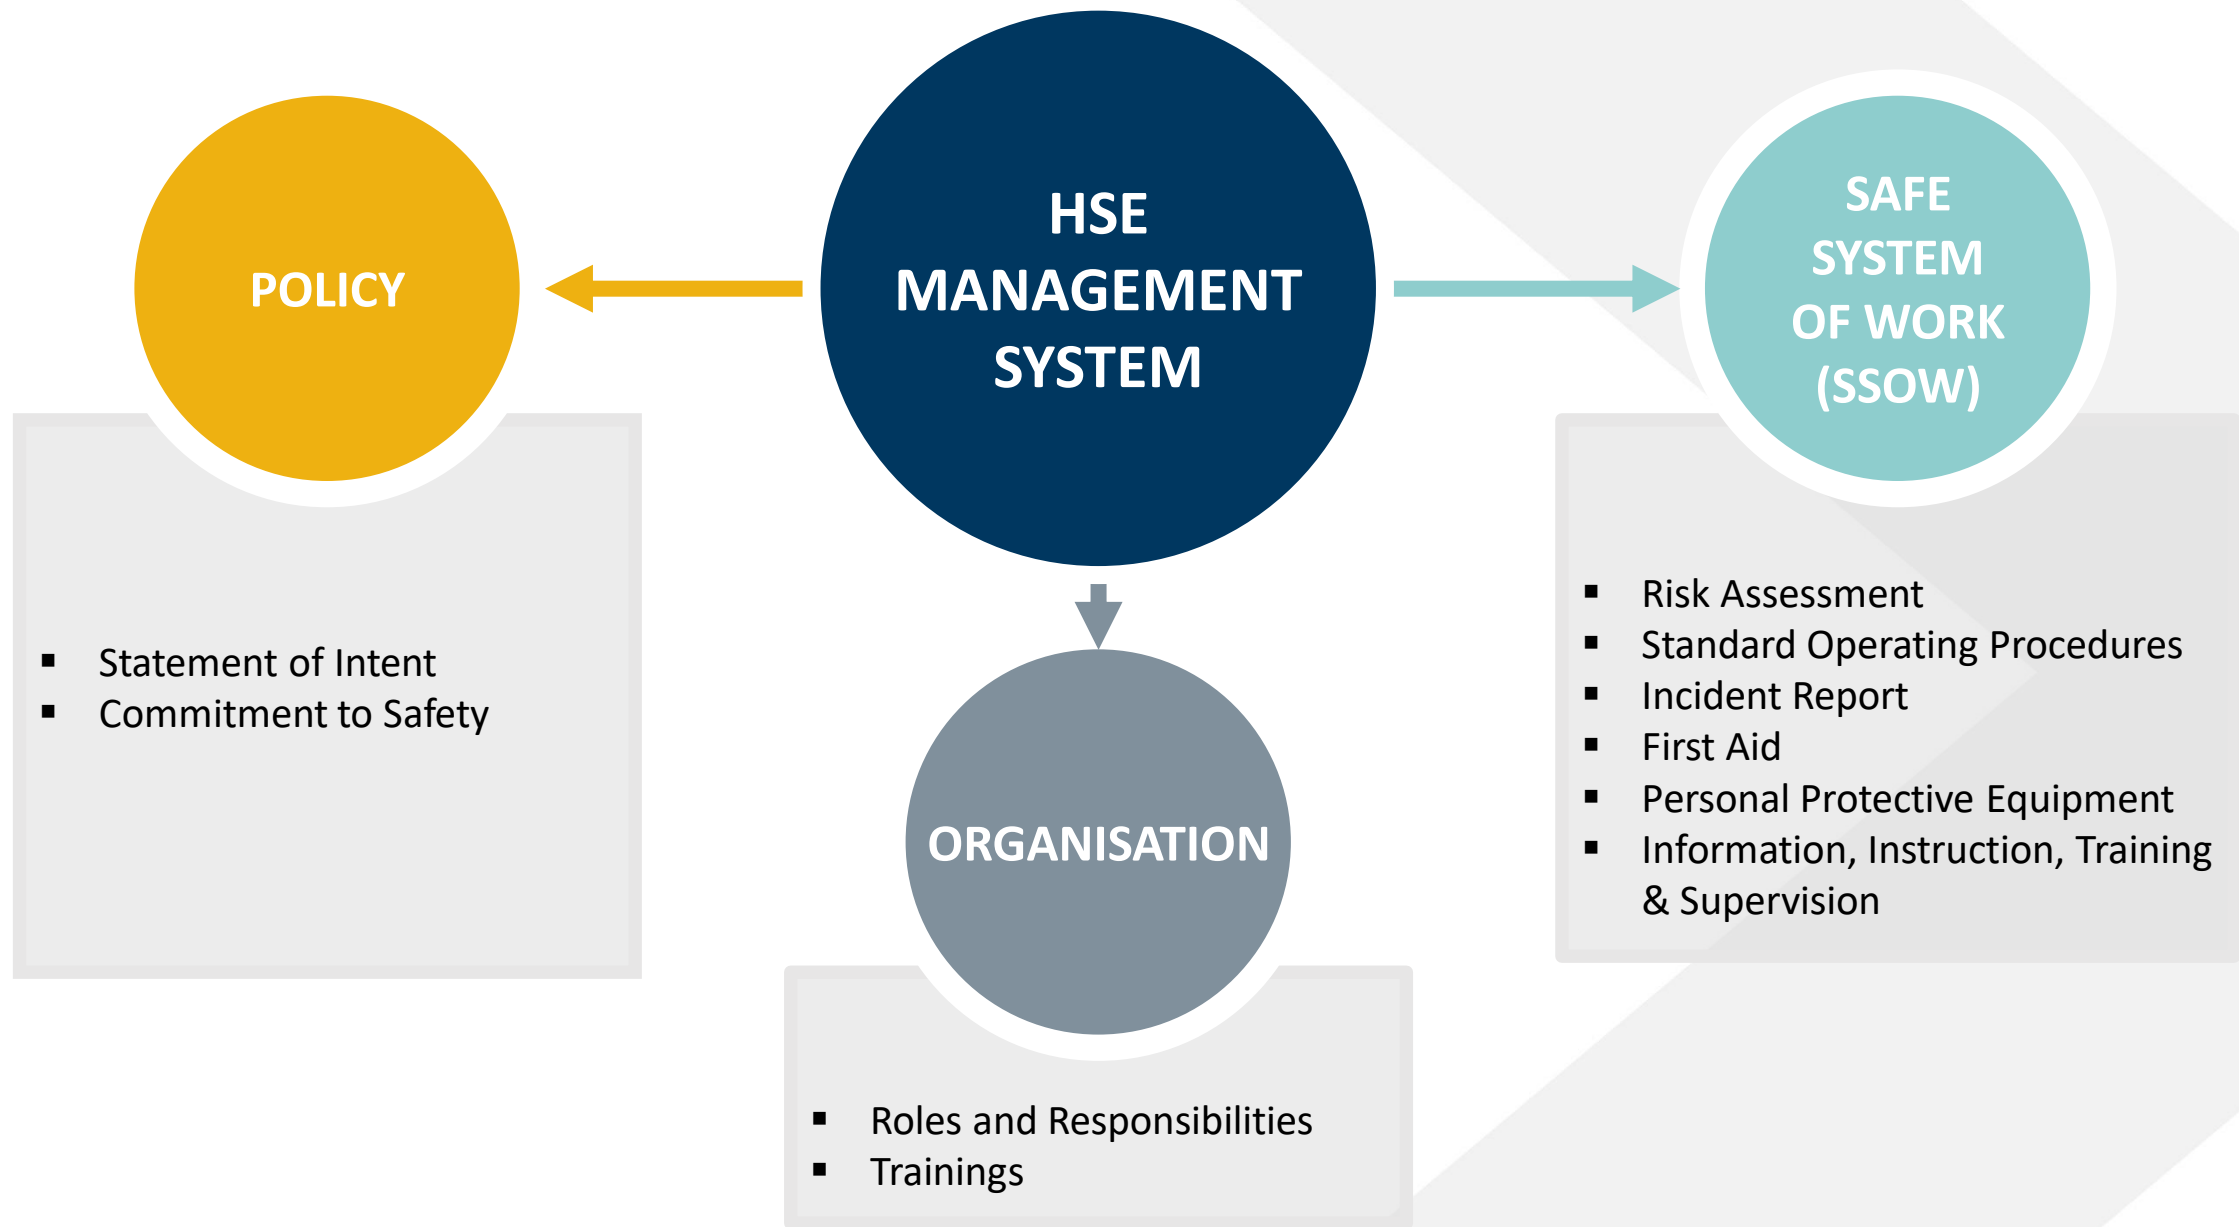 HSE
MANAGEMENT
SYSTEM
POLICY
▪ Statement of Intent
▪ Commitment to Safety
ORGANISATION
▪ Roles and Responsibilities
▪ Trainings
SAFE
SYSTEM
OF WORK
(SSOW)
▪ Risk Assessment
▪ Standard Operating Procedures
▪ Incident Report
▪ First Aid
▪ Personal Protective Equipment
▪ Information, Instruction, Training
& Supervision